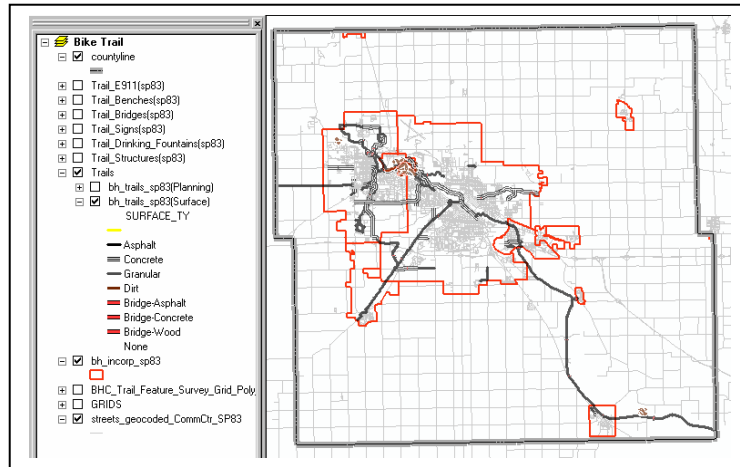 Bike Trail
countyline
Trail_E911(sp83)
Trail_Benches(sp83)
Trail_Bridges(sp83)
Trail_Signs(sp83)
Trail_Drinking_Fountains(sp83)
Trail_Structures(sp83)
Trails
bh_trails_sp83(Planning)
bh_trails_sp83(Surface)
SURFACE_TY
Asphalt
Concrete
Granular
Dirt
Bridge-Asphalt
Bridge-Concrete
Bridge-Wood
None
bh_incorp_sp83
BHC_Trail_Feature_Survey_Grid_Poly
GRIDS
streets_geocoded_CommCtr_SP83